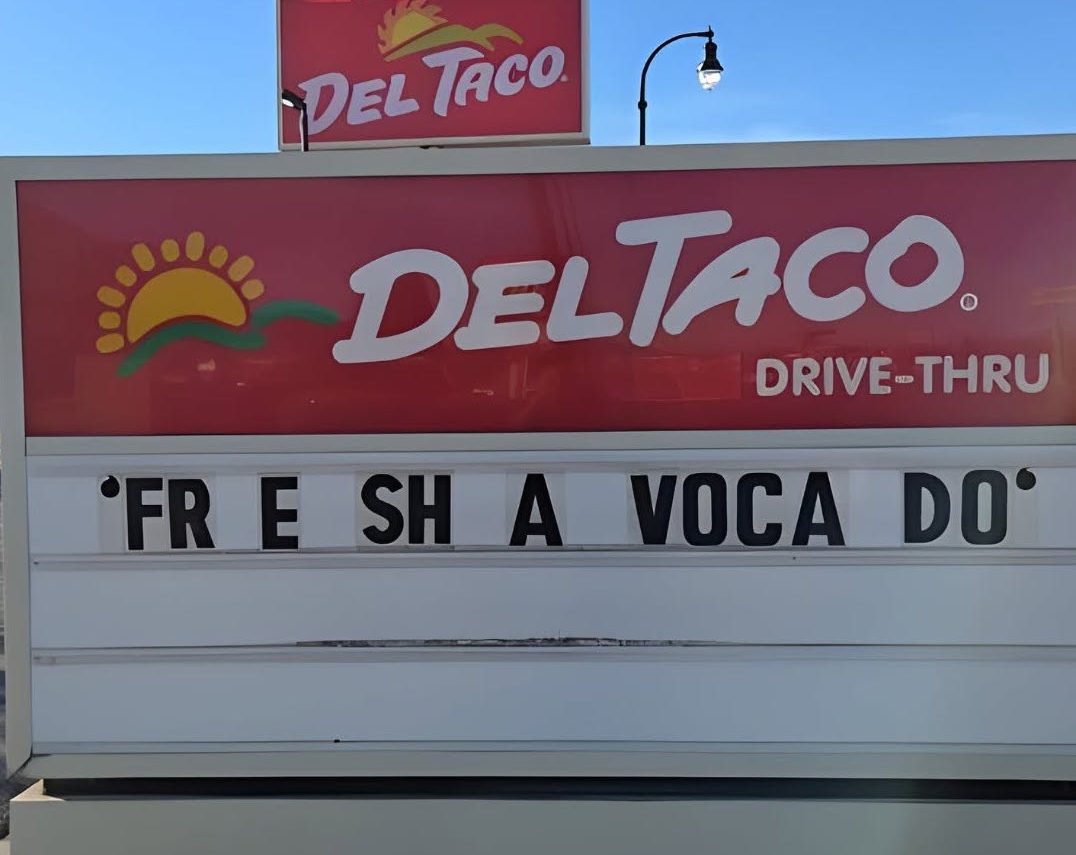 DEL TACO
DEL TACO
DRIVE-THRU
'FR E SH A VOCA DO'